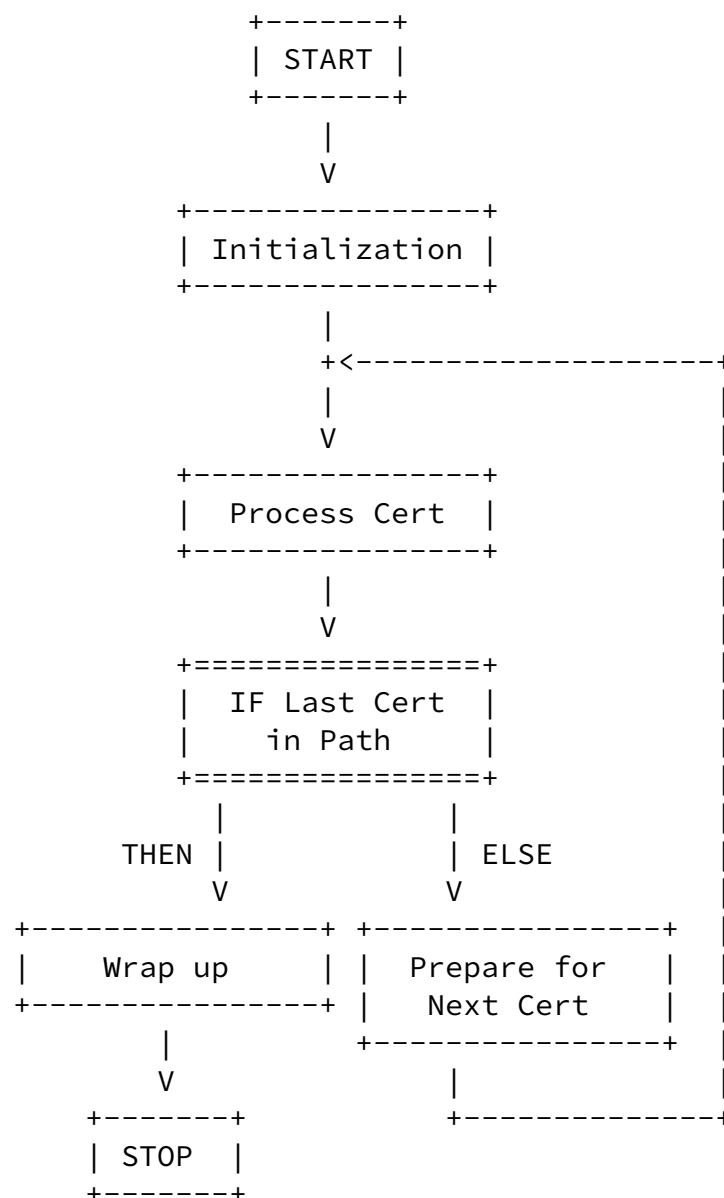 START
Initialization
Process Cert
IF Last Cert
in Path
THEN ELSE
Wrap up Prepare for
Next Cert
STOP